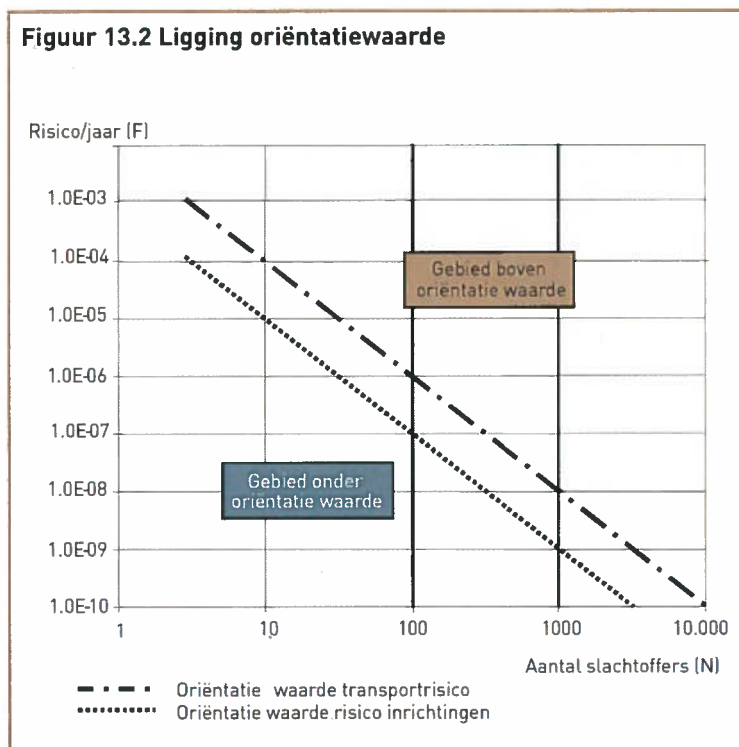 Figuur 13.2 Ligging oriëntatiewaarde
Risico/jaar (F)
1.0E-03
1.0E-04
Gebied boven
oriëntatie waarde
1.0E-05
1.0E-06
1.0E-07
Gebied onder
oriëntatie waarde
1.0E-08
1.0E-09
1.0E-10
1 10 100 1000 10.000
Aantal slachtoffers (N)
Oriëntatie waarde transportrisico
Oriëntatie waarde risico inrichtingen